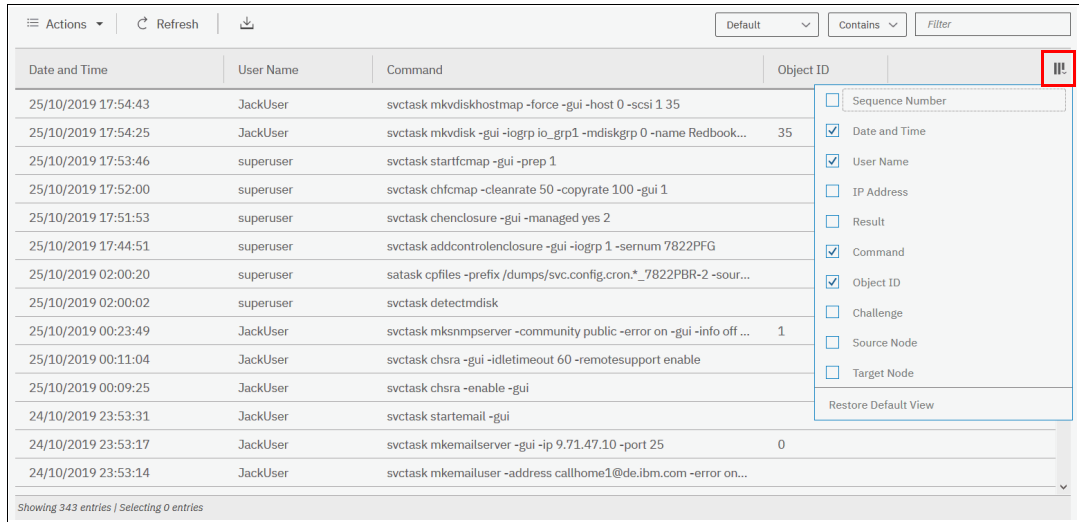 Actions Refresh Default Contains Filter
Date and Time User Name Command Object ID
25/10/2019 17:54:43 JackUser svctask mkvdiskhostmap -force -gui -host 0 -scsi 1 35
25/10/2019 17:54:25 JackUser svctask mkvdisk -gui -iogrp io_grp1 -mdiskgrp 0 -name Redbook... 35
25/10/2019 17:53:46 superuser svctask startfcmap -gui -prep 1
25/10/2019 17:52:00 superuser svctask chfcmap -cleanrate 50 -copyrate 100 -gui 1
25/10/2019 17:51:53 superuser svctask chenclosure -gui -managed yes 2
25/10/2019 17:44:51 superuser svctask addcontrolenclosure -gui -iogrp 1 -sernum 7822PFG
25/10/2019 02:00:20 superuser satask cpfiles -prefix /dumps/svc.config.cron.*_7822PBR-2 -sour...
25/10/2019 02:00:02 superuser svctask detectmdisk
25/10/2019 00:23:49 JackUser svctask mksnmpserver -community public -error on -gui -info off ... 1
25/10/2019 00:11:04 JackUser svctask chsra -gui -idletimeout 60 -remotesupport enable
25/10/2019 00:09:25 JackUser svctask chsra -enable -gui
24/10/2019 23:53:31 JackUser svctask startemail -gui
24/10/2019 23:53:17 JackUser svctask mkemailserver -gui -ip 9.71.47.10 -port 25 0
24/10/2019 23:53:14 JackUser svctask mkemailuser -address callhome1@de.ibm.com -error on...
Sequence Number
Date and Time
User Name
IP Address
Result
Command
Object ID
Challenge
Source Node
Target Node
Restore Default View
Showing 343 entries | Selecting 0 entries